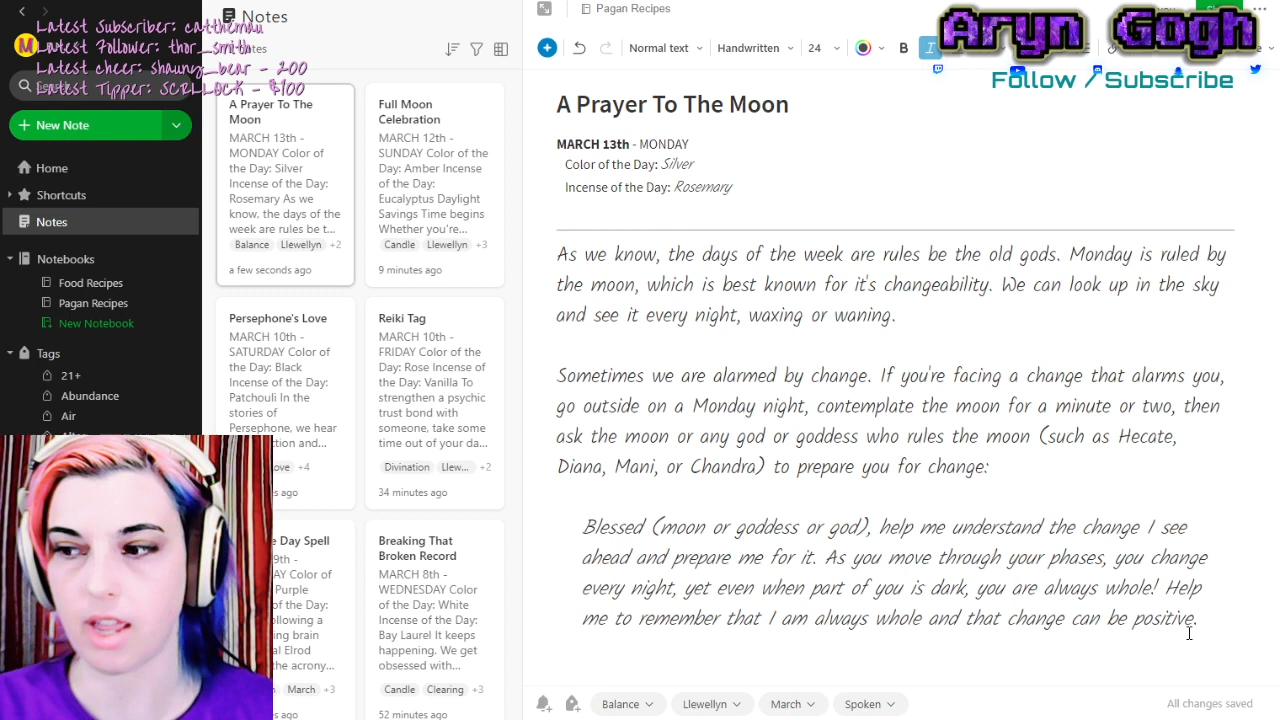 Latest Subscriber: catthemau
Latest Follower: thor_smith
Latest cheer: shaunz_bear - 200
Latest Tipper: SCRLLOCK - $100
M
New Note
Home
Shortcuts
Notes
Notebooks
Food Recipes
Pagan Recipes
New Notebook
Tags
21+
Abundance
Air
Notes
A Prayer To The
Moon
MARCH 13th -
MONDAY Color of
the Day: Silver
Incense of the Day:
Rosemary As we
know, the days of
the week are rules be t...
Balance Llewellyn +2
a few seconds ago
Full Moon
Celebration
MARCH 12th -
SUNDAY Color of
the Day: Amber Incense
of the Day:
Eucalyptus Daylight
Savings Time begins
Whether you're...
Candle Llewellyn +3
9 minutes ago
Persephone's Love
MARCH 10th -
SATURDAY Color of
the Day: Black
Incense of the Day:
Patchouli In the
stories of
Persephone, we hear
+4
Reiki Tag
MARCH 10th -
FRIDAY Color of
the Day: Rose Incense of
the Day: Vanilla To
strengthen a psychic
trust bond with
someone, take some
time out of your da...
Divination Llew... +2
34 minutes ago
Day Spell
March +3
Breaking That
Broken Record
MARCH 8th -
WEDNESDAY Color of
the Day: White
Incense of the Day:
Bay Laurel It keeps
happening. We get
obsessed with...
Candle Clearing +3
52 minutes ago
Pagan Recipes
Normal text Handwritten 24 B I
Aryn Gogh
Follow / Subscribe
A Prayer To The Moon
MARCH 13th - MONDAY
Color of the Day: Silver
Incense of the Day: Rosemary
As we know, the days of the week are rules be the old gods. Monday is ruled by
the moon, which is best known for it's changeability. We can look up in the sky
and see it every night, waxing or waning.
Sometimes we are alarmed by change. If you're facing a change that alarms you,
go outside on a Monday night, contemplate the moon for a minute or two, then
ask the moon or any god or goddess who rules the moon (such as Hecate,
Diana, Mani, or Chandra) to prepare you for change:
Blessed (moon or goddess or god), help me understand the change I see
ahead and prepare me for it. As you move through your phases, you change
every night, yet even when part of you is dark, you are always whole! Help
me to remember that I am always whole and that change can be positive.
Balance Llewellyn March Spoken
All changes saved